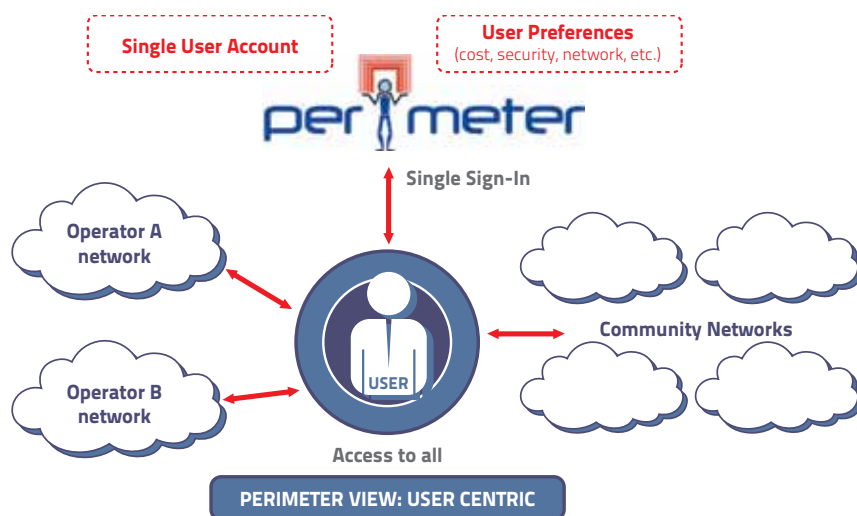 Single User Account
User Preferences
(cost, security, network, etc.)
perimeter
Single Sign-In
Operator A
network
Community Networks
Operator B
network
USER
Access to all
PERIMETER VIEW: USER CENTRIC